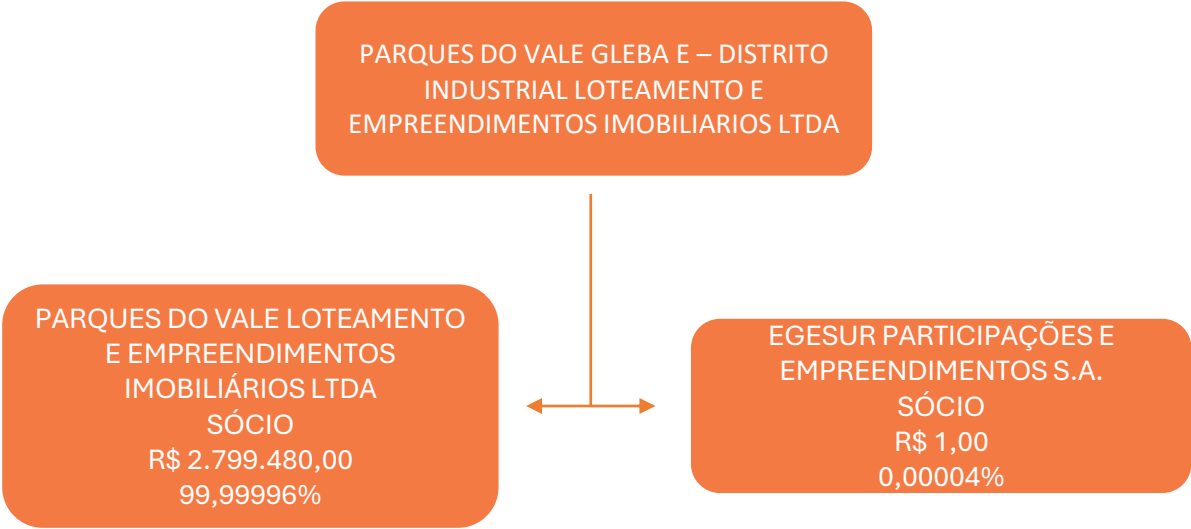 PARQUES DO VALE GLEBA E – DISTRITO
INDUSTRIAL LOTEAMENTO E
EMPREENDIMENTOS IMOBILIARIOS LTDA
PARQUES DO VALE LOTEAMENTO
E EMPREENDIMENTOS
IMOBILIÁRIOS LTDA
SÓCIO
R$ 2.799.480,00
99,99996%
EGESUR PARTICIPAÇÕES E
EMPREENDIMENTOS S.A.
SÓCIO
R$ 1,00
0,00004%